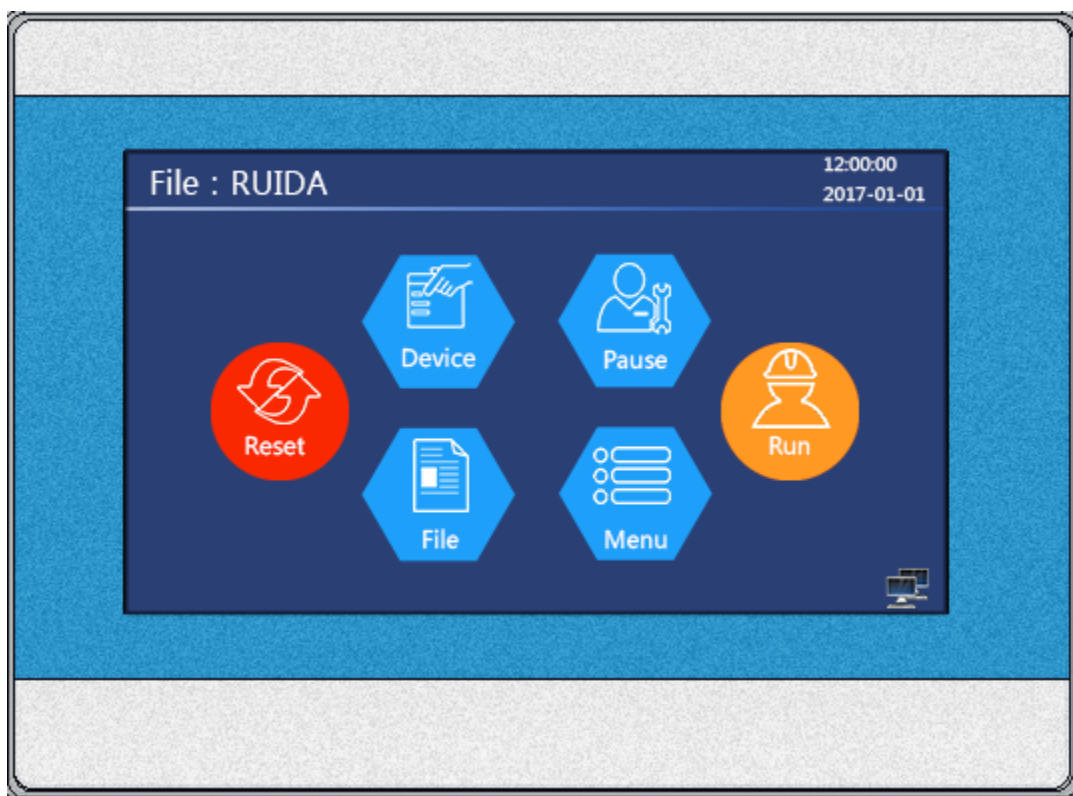 File : RUIDA
12:00:00
2017-01-01
Device
Pause
Reset
Run
File
Menu